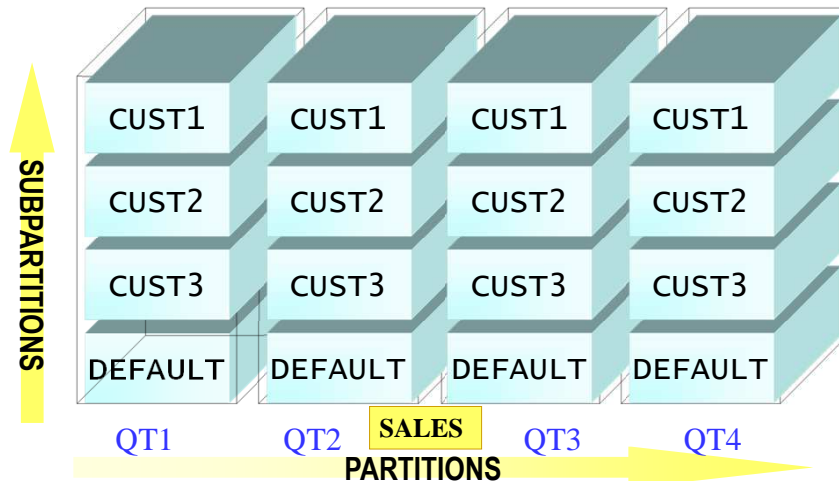 SUBPARTITIONS
CUST1 CUST1 CUST1 CUST1
CUST2 CUST2 CUST2 CUST2
CUST3 CUST3 CUST3 CUST3
DEFAULT DEFAULT DEFAULT DEFAULT
QT1 QT2 SALES QT3 QT4
PARTITIONS